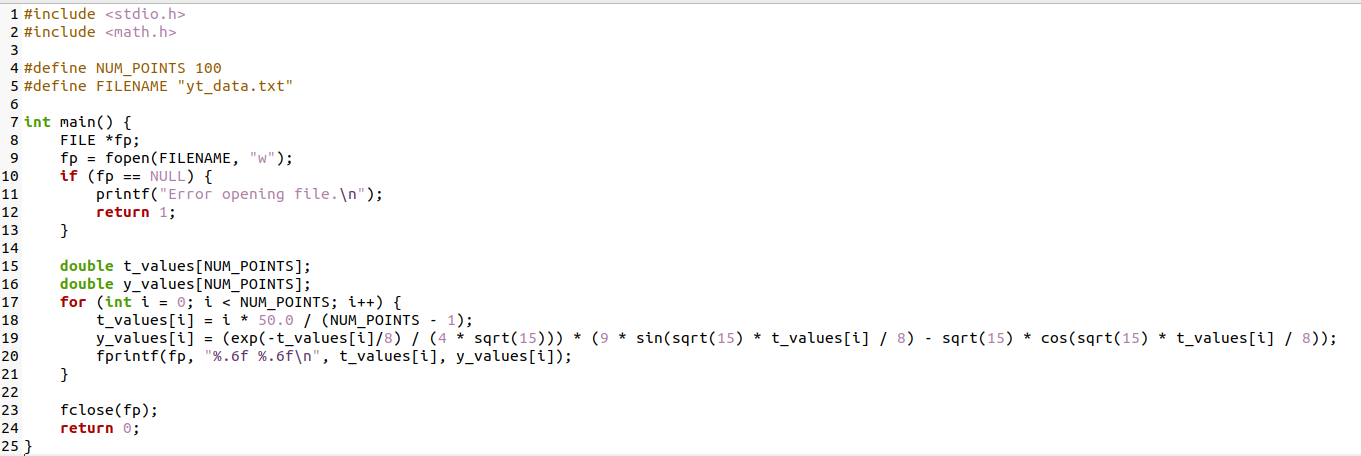 1 #include <stdio.h>
2 #include <math.h>
3
4 #define NUM_POINTS 100
5 #define FILENAME "yt_data.txt"
6
7 int main() {
8     FILE *fp;
9     fp = fopen(FILENAME, "w");
10     if (fp == NULL) {
11         printf("Error opening file.\n");
12         return 1;
13     }
14
15     double t_values[NUM_POINTS];
16     double y_values[NUM_POINTS];
17     for (int i = 0; i < NUM_POINTS; i++) {
18         t_values[i] = i * 50.0 / (NUM_POINTS - 1);
19         y_values[i] = (exp(-t_values[i]/8) / (4 * sqrt(15))) * (9 * sin(sqrt(15) * t_values[i] / 8) - sqrt(15) * cos(sqrt(15) * t_values[i] / 8));
20         fprintf(fp, "%.6f %.6f\n", t_values[i], y_values[i]);
21     }
22
23     fclose(fp);
24     return 0;
25 }